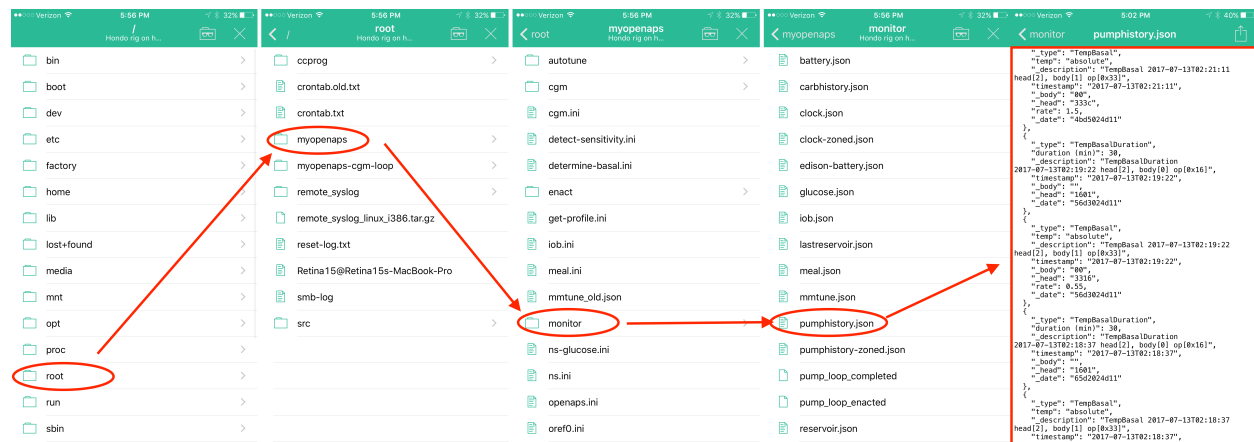 Verizon 5:56 PM 32%
/
Hondo rig on h...
bin
boot
dev
etc
factory
home
lib
lost+found
media
mnt
opt
proc
root
run
sbin
Verizon 5:56 PM 32%
/
root
Hondo rig on h...
ccprog
crontab.old.txt
crontab.txt
myopenaps
myopenaps-cgm-loop
remote_syslog
remote_syslog_linux_i386.tar.gz
reset-log.txt
Retina15@Retina15s-MacBook-Pro
smb-log
src
Verizon 5:56 PM 32%
root
myopenaps
Hondo rig on h...
autotune
cgm
cgm.ini
detect-sensitivity.ini
determine-basal.ini
enact
get-profile.ini
iob.ini
meal.ini
mmtune_old.json
monitor
ns-glucose.ini
ns.ini
openaps.ini
oref0.ini
Verizon 5:56 PM 32%
myopenaps
monitor
Hondo rig on h...
battery.json
carbhistory.json
clock.json
clock-zoned.json
edison-battery.json
glucose.json
iob.json
lastreservoir.json
meal.json
mmtune.json
pumphistory.json
pumphistory-zoned.json
pump_loop_completed
pump_loop_enacted
reservoir.json
Verizon 5:02 PM 40%
monitor
pumphistory.json
"_type": "TempBasal",
"temp": "absolute",
"_description": "TempBasal 2017-07-13T02:21:11
head[2], body[1] op[0x33]",
"timestamp": "2017-07-13T02:21:11",
"_body": "00",
"_head": "333c",
"rate": 1.5,
"_date": "4bd5024d11"
},
{
"_type": "TempBasalDuration",
"duration (min)": 30,
"_description": "TempBasalDuration
2017-07-13T02:19:22 head[2], body[0] op[0x16]",
"timestamp": "2017-07-13T02:19:22",
"_body": "",
"_head": "1601",
"_date": "56d3024d11"
},
{
"_type": "TempBasal",
"temp": "absolute",
"_description": "TempBasal 2017-07-13T02:19:22
head[2], body[1] op[0x33]",
"timestamp": "2017-07-13T02:19:22",
"_body": "00",
"_head": "3316",
"rate": 0.55,
"_date": "56d3024d11"
},
{
"_type": "TempBasalDuration",
"duration (min)": 30,
"_description": "TempBasalDuration
2017-07-13T02:18:37 head[2], body[0] op[0x16]",
"timestamp": "2017-07-13T02:18:37",
"_body": "",
"_head": "1601",
"_date": "65d2024d11"
},
{
"_type": "TempBasal",
"temp": "absolute",
"_description": "TempBasal 2017-07-13T02:18:37
head[2], body[1] op[0x33]",
"timestamp": "2017-07-13T02:18:37",